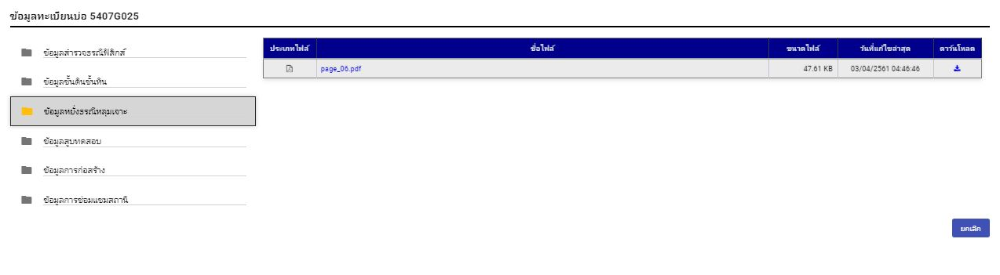 ข้อมูลทะเบียนบ่อ 5407G025
ข้อมูลสำรวจธรณีฟิสิกส์
ข้อมูลชั้นดินชั้นหิน
ข้อมูลหยั่งธรณีหลุมเจาะ
ข้อมูลสูบทดสอบ
ข้อมูลการก่อสร้าง
ข้อมูลการซ่อมแซมสถานี
ประเภทไฟล์ ชื่อไฟล์ ขนาดไฟล์ วันที่แก้ไขล่าสุด ดาวน์โหลด
page_06.pdf 47.61 KB 03/04/2561 04:46:46
ยกเลิก